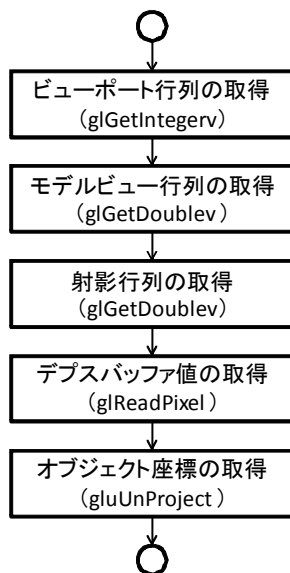 ビューポート行列の取得
(glGetIntegerv)
モデルビュー行列の取得
(glGetDoublev)
射影行列の取得
(glGetDoublev)
デプスバッファ値の取得
(glReadPixel)
オブジェクト座標の取得
(gluUnProject)